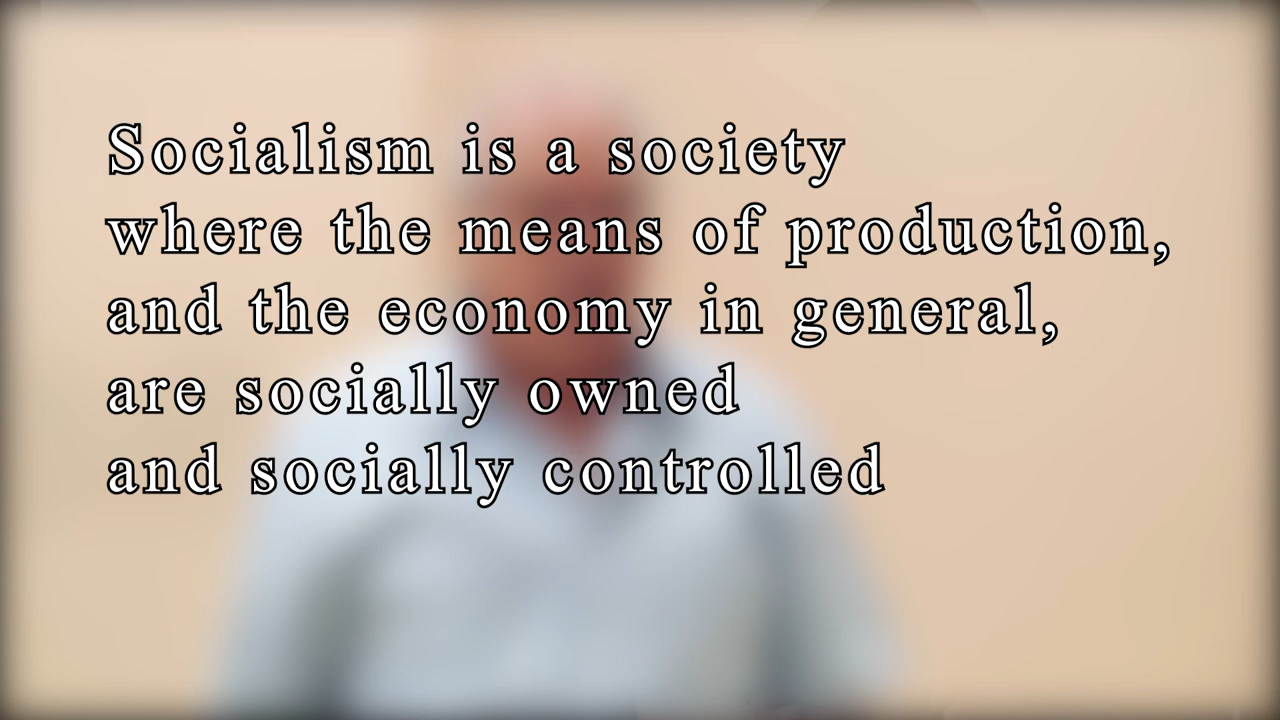 Socialism is a society
where the means of production,
and the economy in general,
are socially owned
and socially controlled